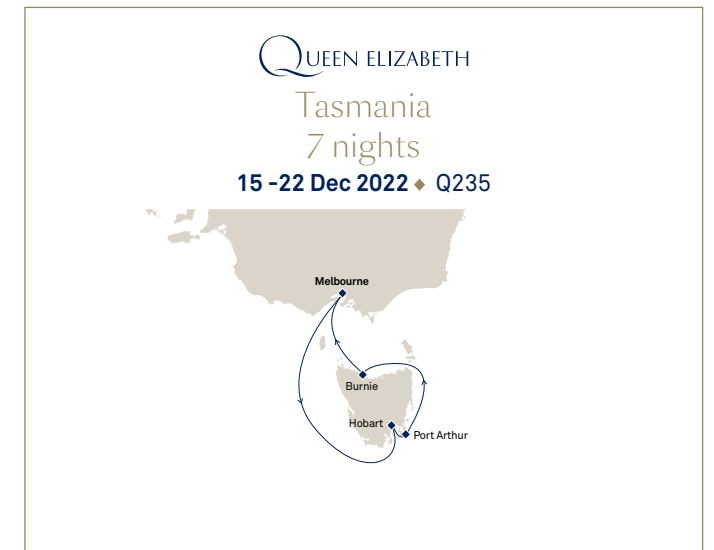 QUEEN ELIZABETH
Tasmania
7 nights
15 -22 Dec 2022 ◆ Q235
Melbourne
Burnie
Hobart
Port Arthur